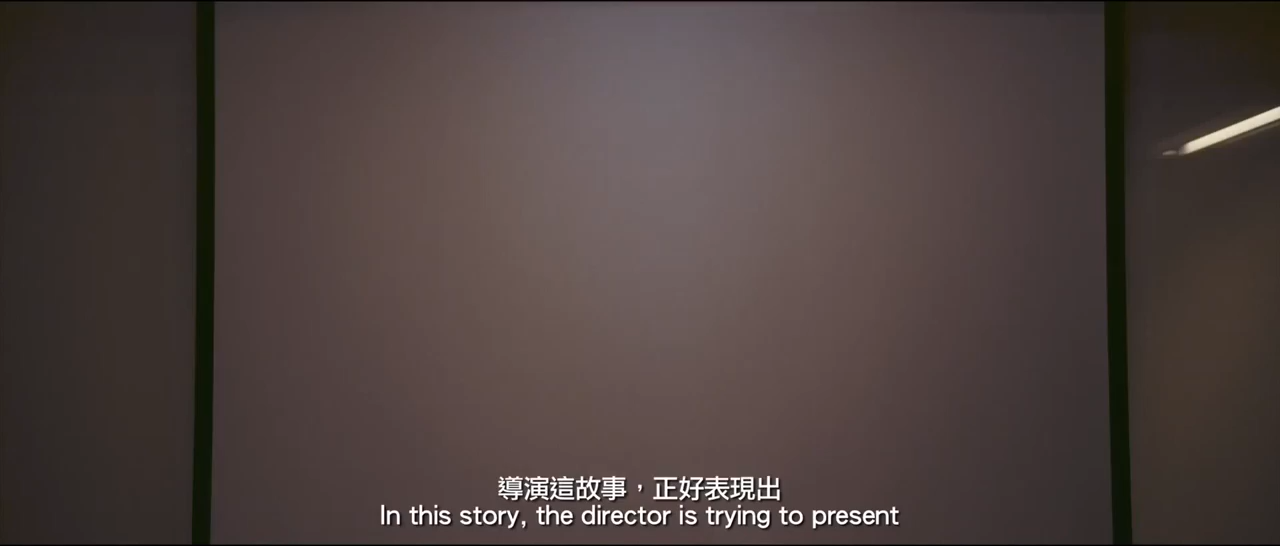 導演這故事，正好表現出
In this story, the director is trying to present